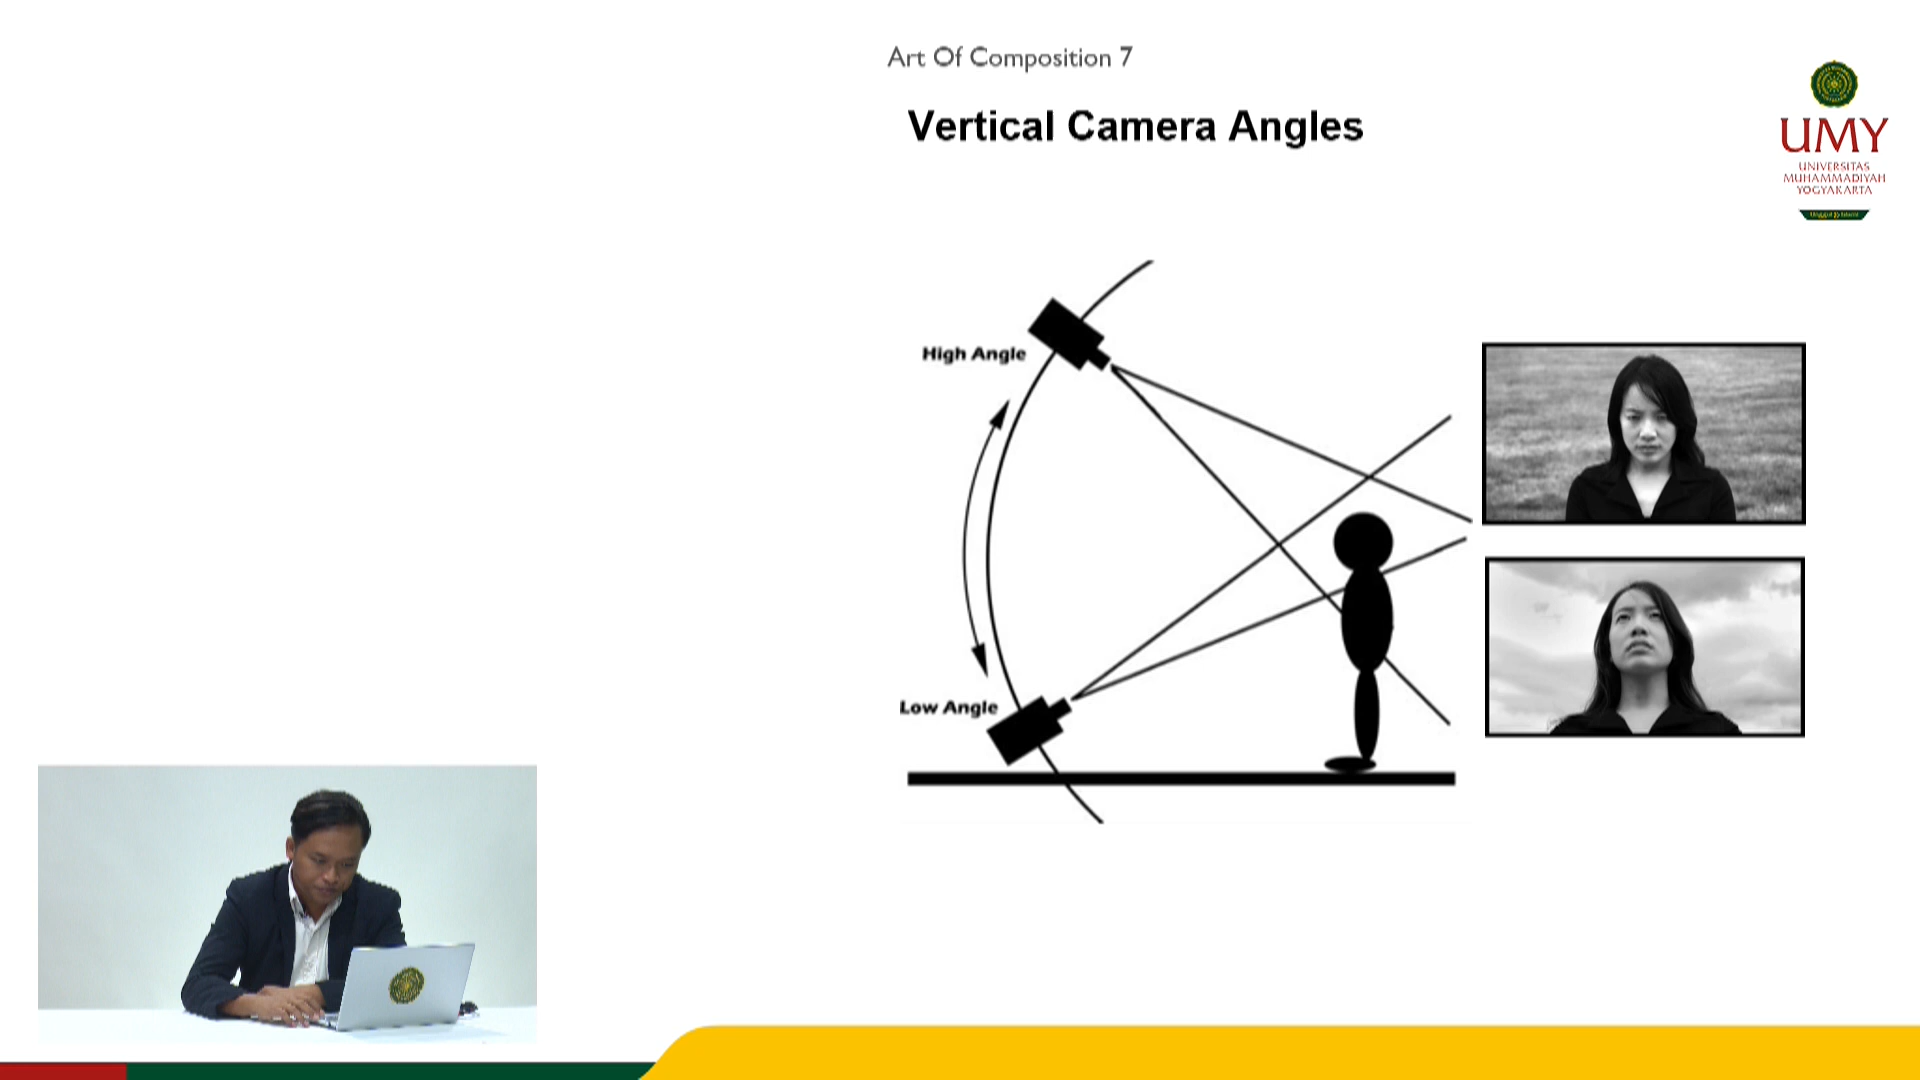 Art Of Composition 7
Vertical Camera Angles
UMY
UNIVERSITAS
MUHAMMADIYAH
YOGYAKARTA
High Angle
Low Angle